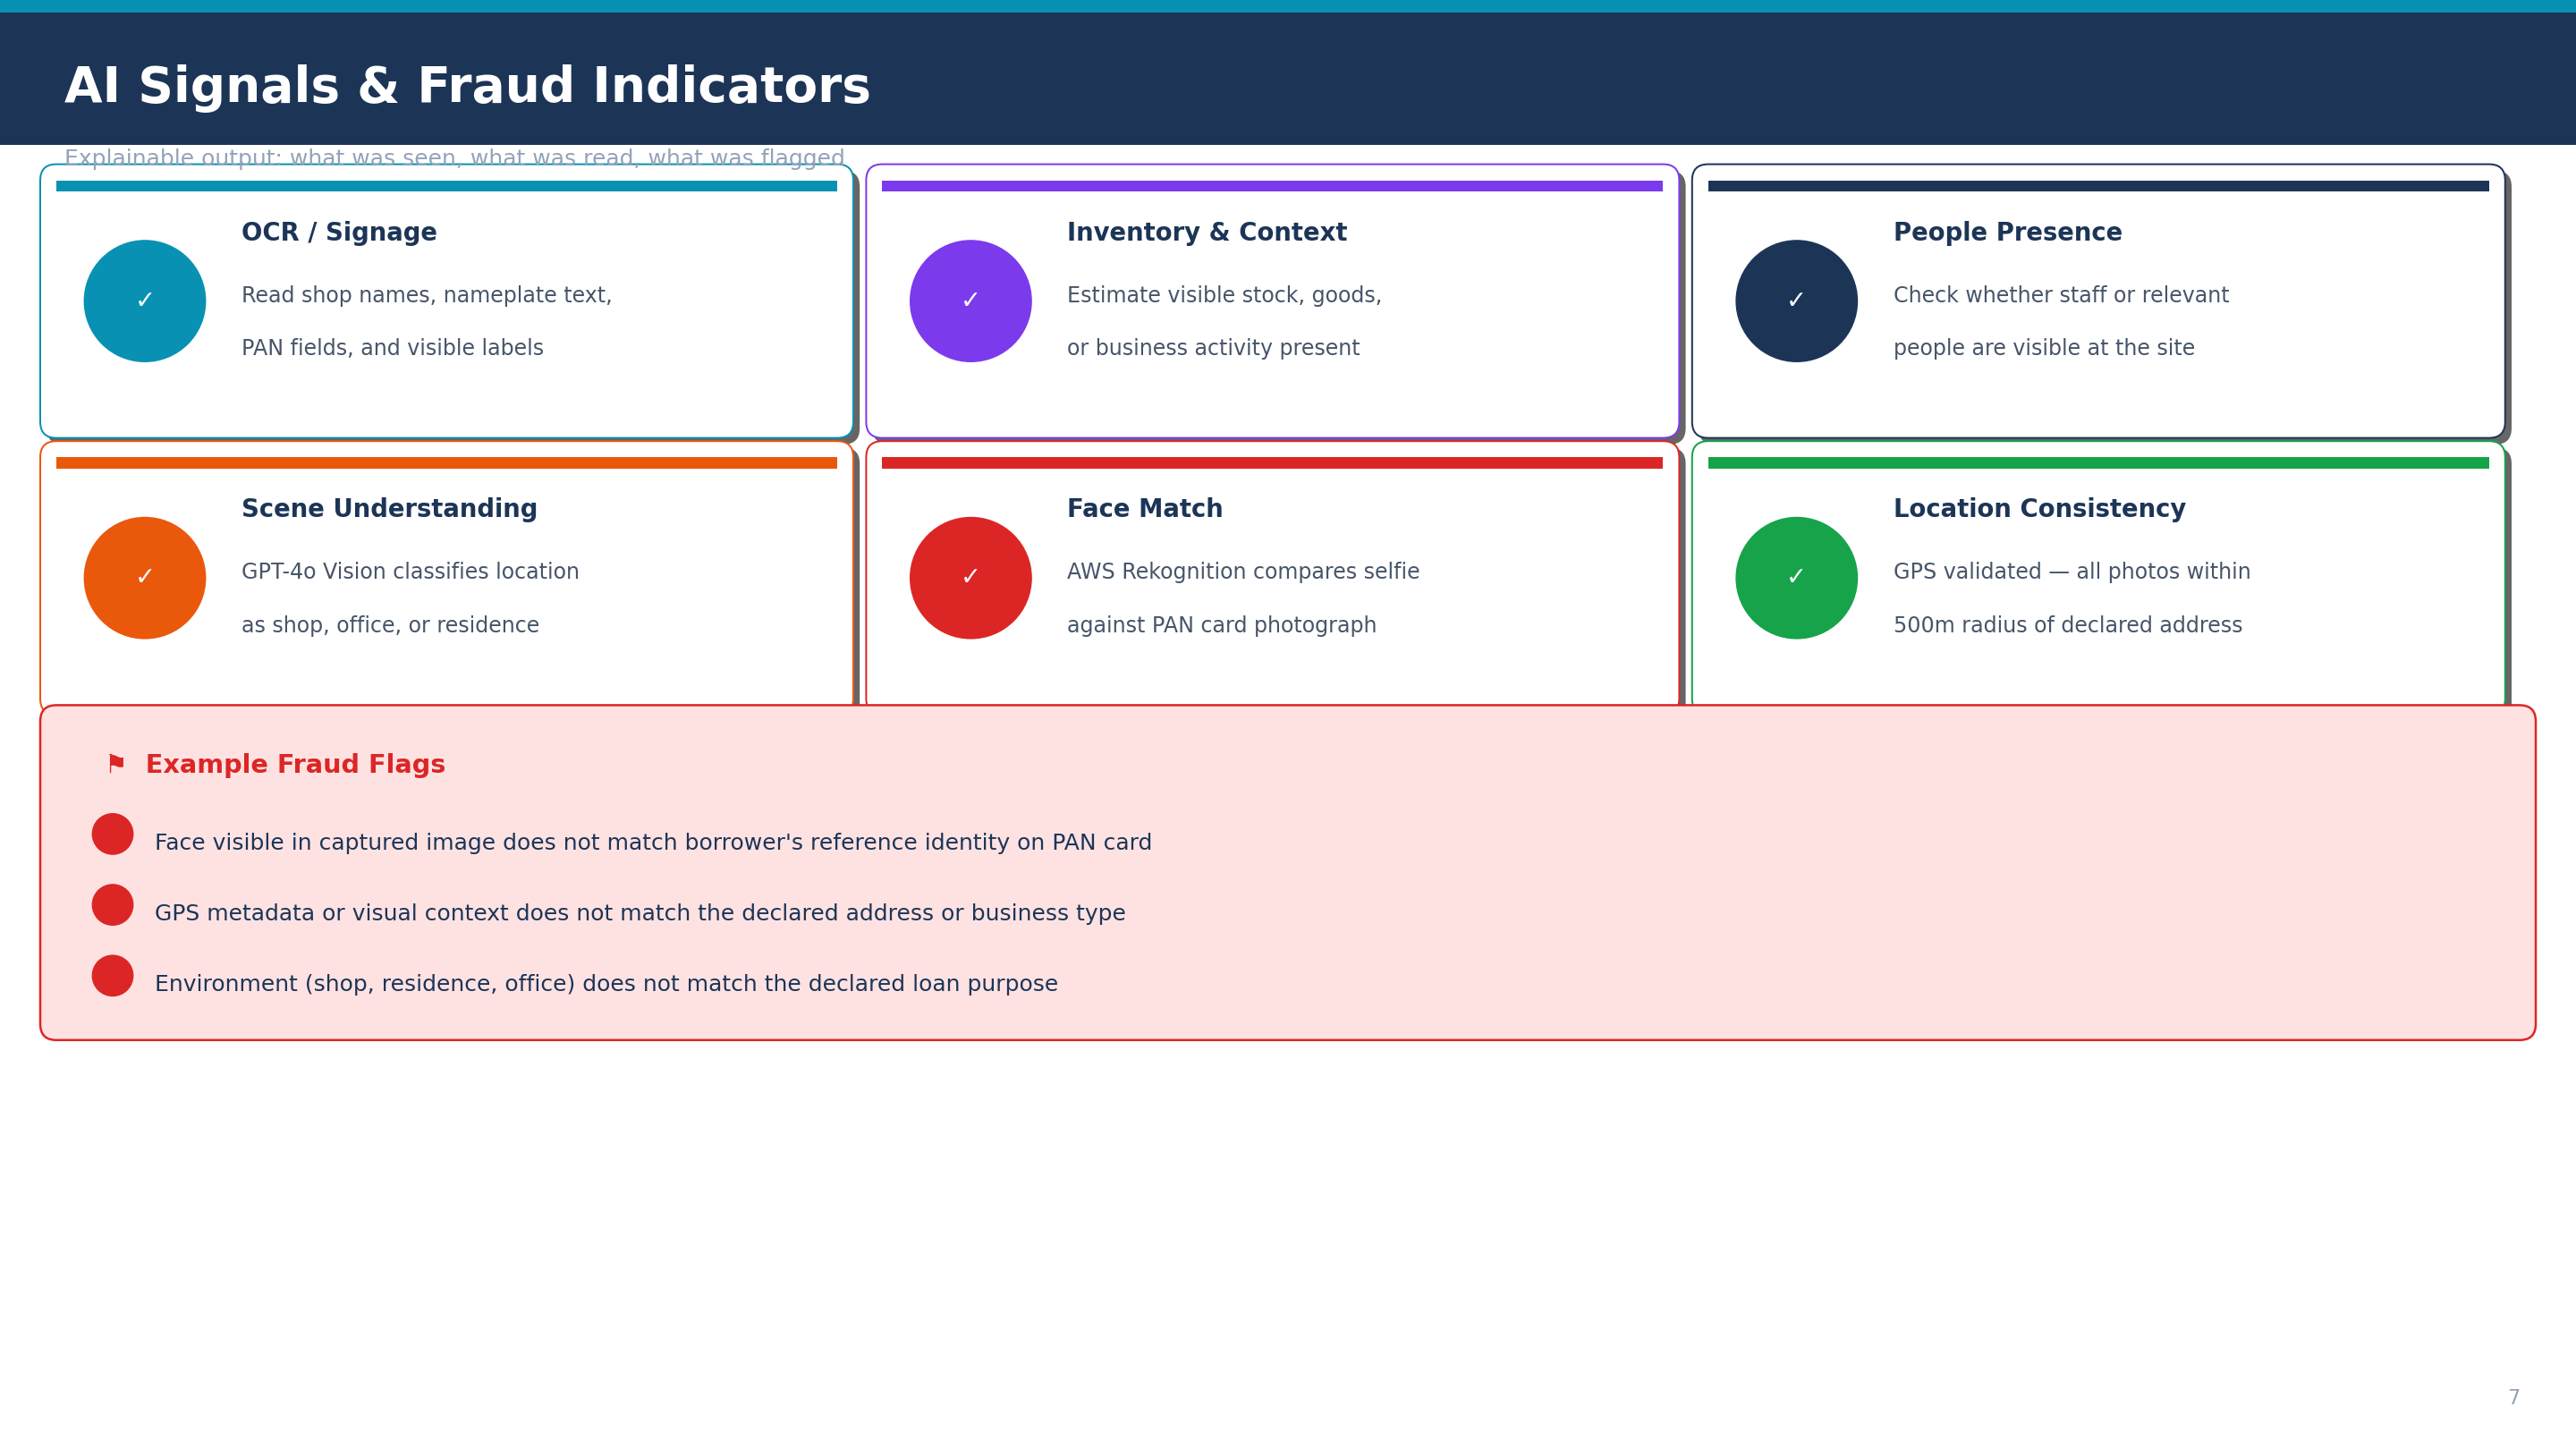 AI Signals & Fraud Indicators
Explainable output: what was seen, what was read, what was flagged
OCR / Signage
✓
Read shop names, nameplate text,
PAN fields, and visible labels
Inventory & Context
✓
Estimate visible stock, goods,
or business activity present
People Presence
✓
Check whether staff or relevant
people are visible at the site
Scene Understanding
✓
GPT-4o Vision classifies location
as shop, office, or residence
Face Match
✓
AWS Rekognition compares selfie
against PAN card photograph
Location Consistency
✓
GPS validated — all photos within
500m radius of declared address
⚑ Example Fraud Flags
Face visible in captured image does not match borrower's reference identity on PAN card
GPS metadata or visual context does not match the declared address or business type
Environment (shop, residence, office) does not match the declared loan purpose
7